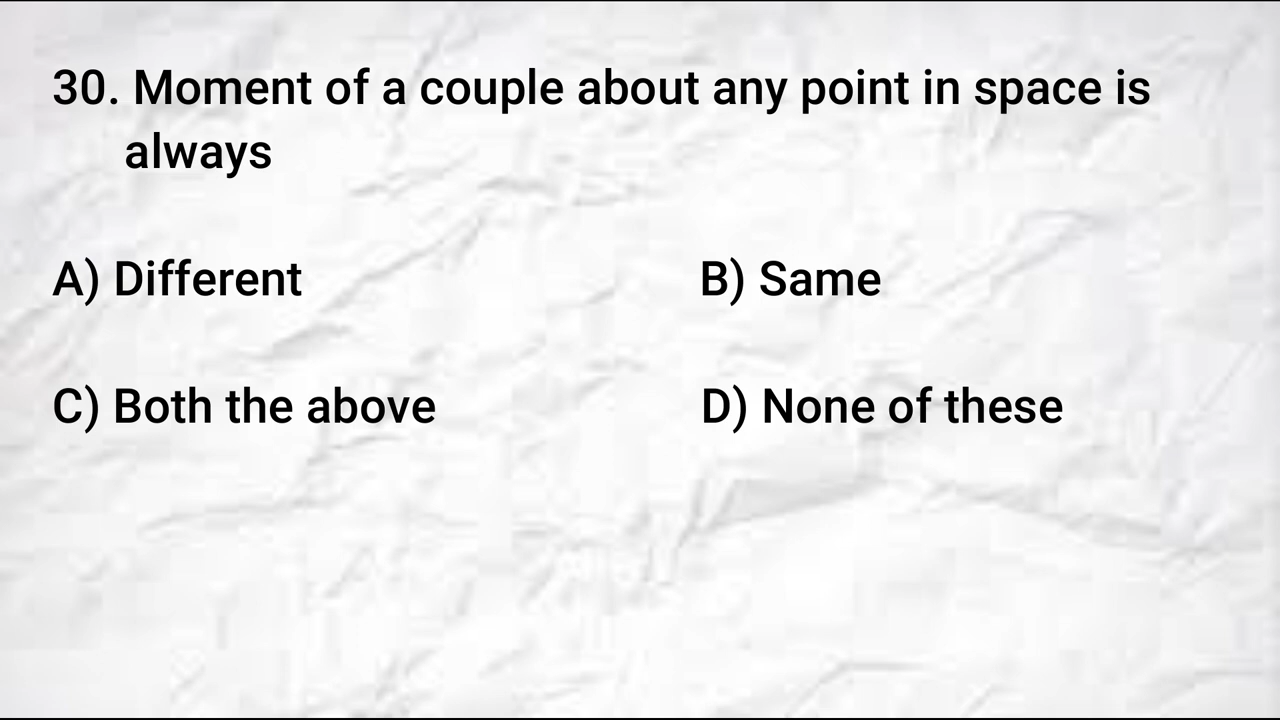 30. Moment of a couple about any point in space is
always
A) Different
B) Same
C) Both the above
D) None of these